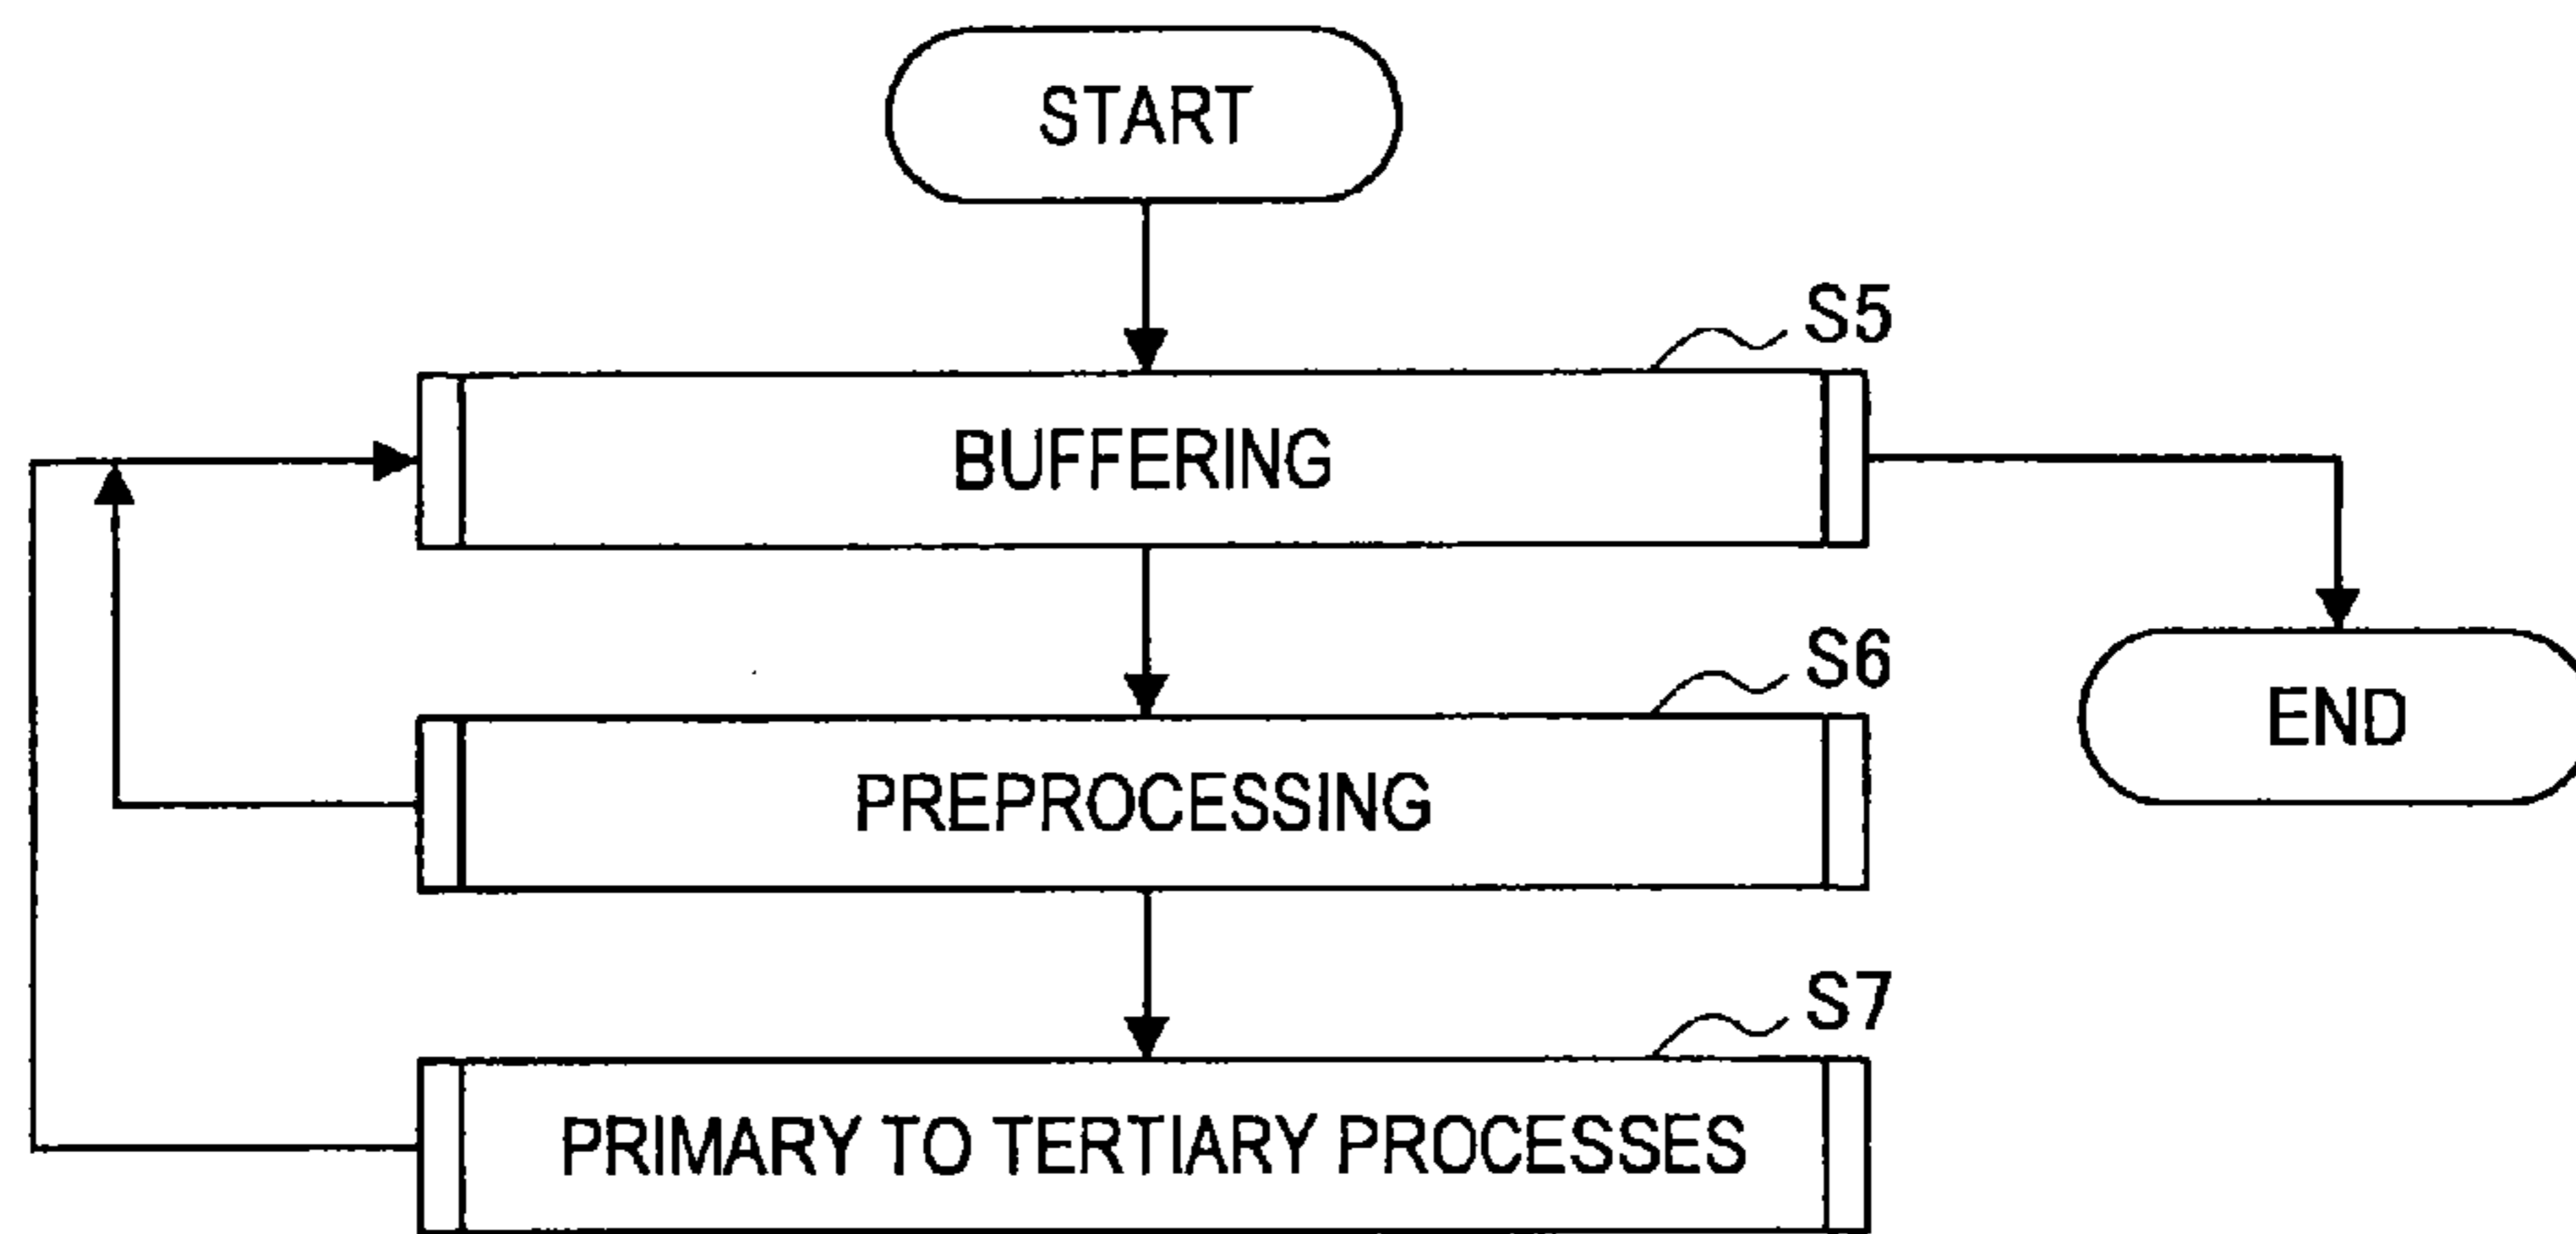 START
S5
BUFFERING
S6
PREPROCESSING
END
S7
PRIMARY TO TERTIARY PROCESSES